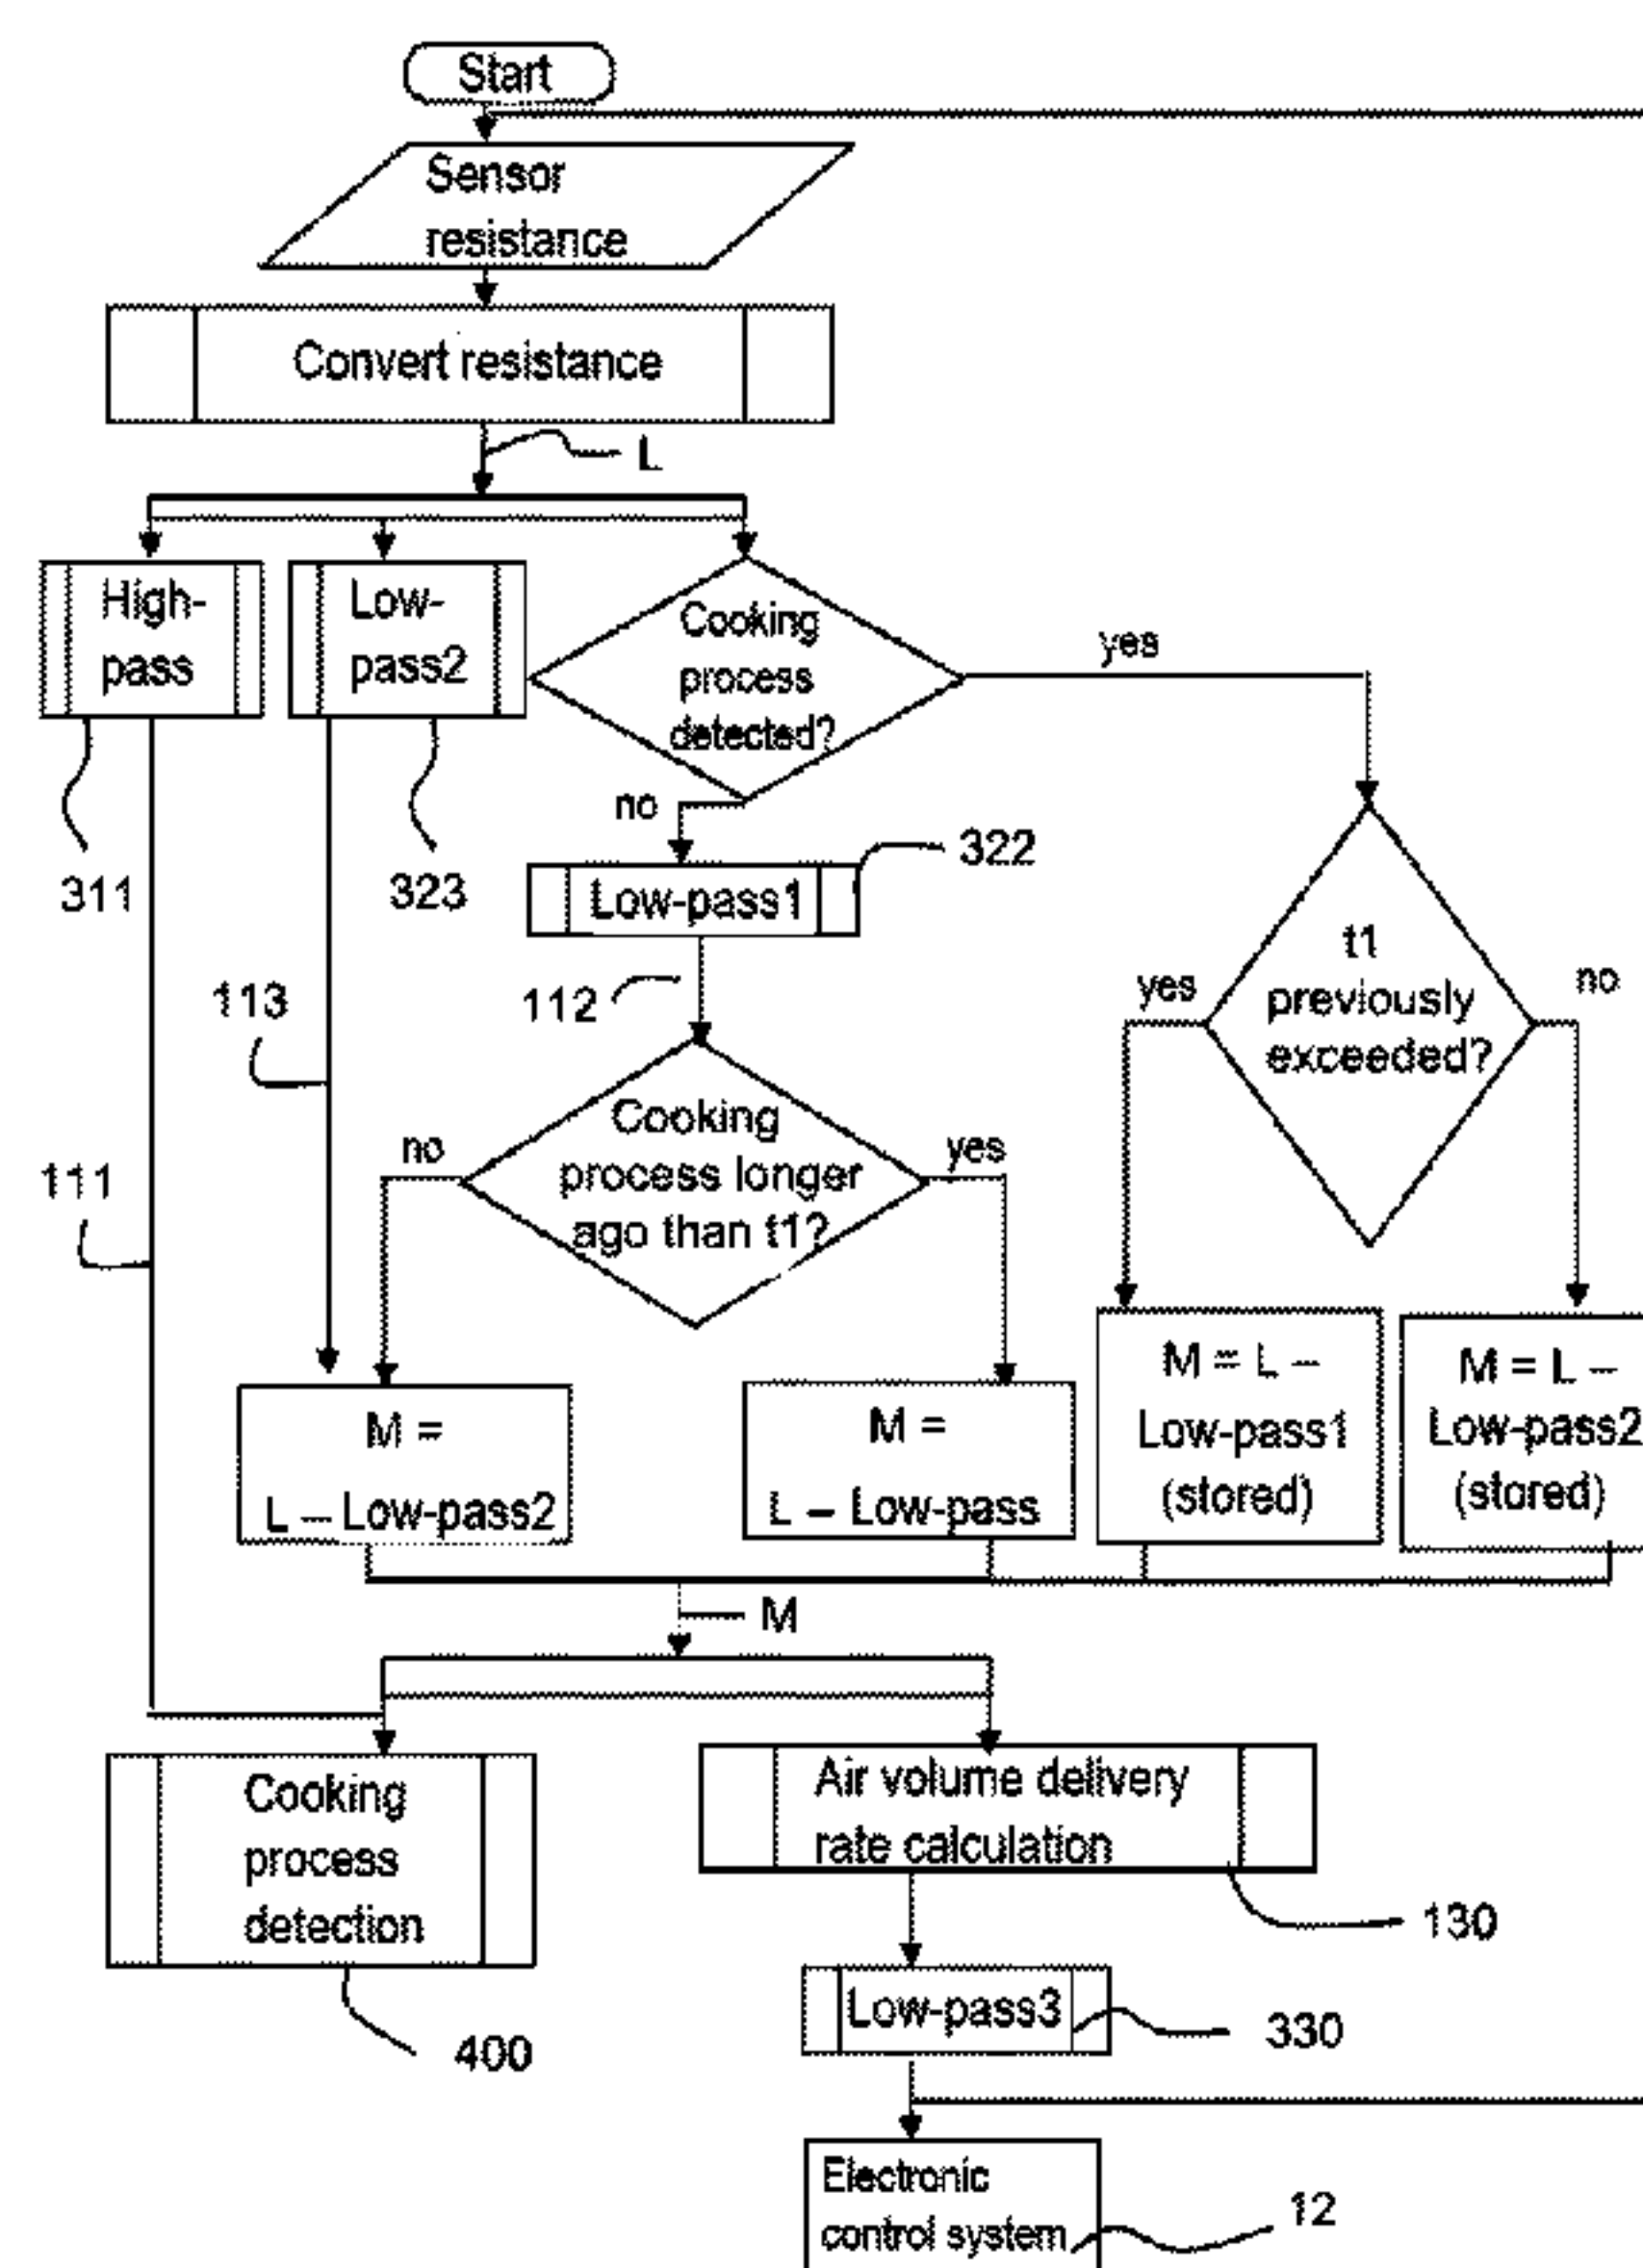 Start
Sensor
resistance
Convert resistance
L
High-
pass
Low-
pass2
Cooking
process
detected?
yes
no
311
323
Low-pass1
322
113
112
t1
previously
exceeded?
yes
no
111
Cooking
process longer
ago than t1?
no
yes
M =
L – Low-pass2
M =
L – Low-pass
M = L –
Low-pass1
(stored)
M = L –
Low-pass2
(stored)
M
Cooking
process
detection
400
Air volume delivery
rate calculation
130
Low-pass3
330
Electronic
control system
12